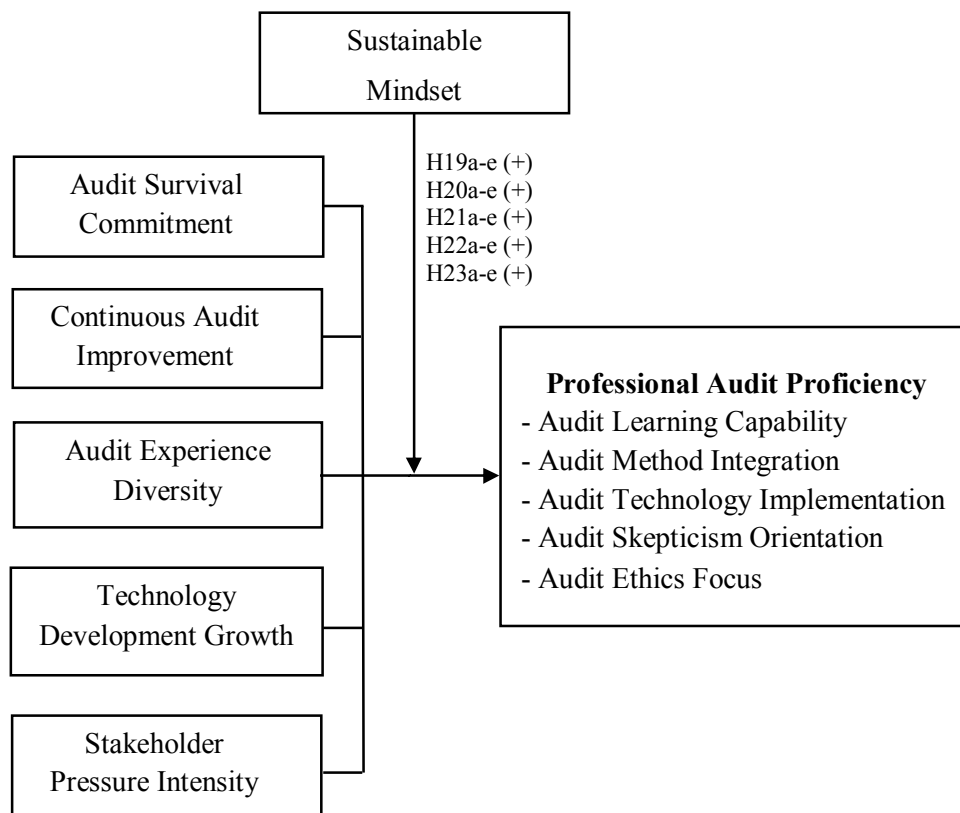 Sustainable
Mindset
H19a-e (+)
H20a-e (+)
H21a-e (+)
H22a-e (+)
H23a-e (+)
Audit Survival
Commitment
Continuous Audit
Improvement
Audit Experience
Diversity
Technology
Development Growth
Stakeholder
Pressure Intensity
Professional Audit Proficiency
- Audit Learning Capability
- Audit Method Integration
- Audit Technology Implementation
- Audit Skepticism Orientation
- Audit Ethics Focus